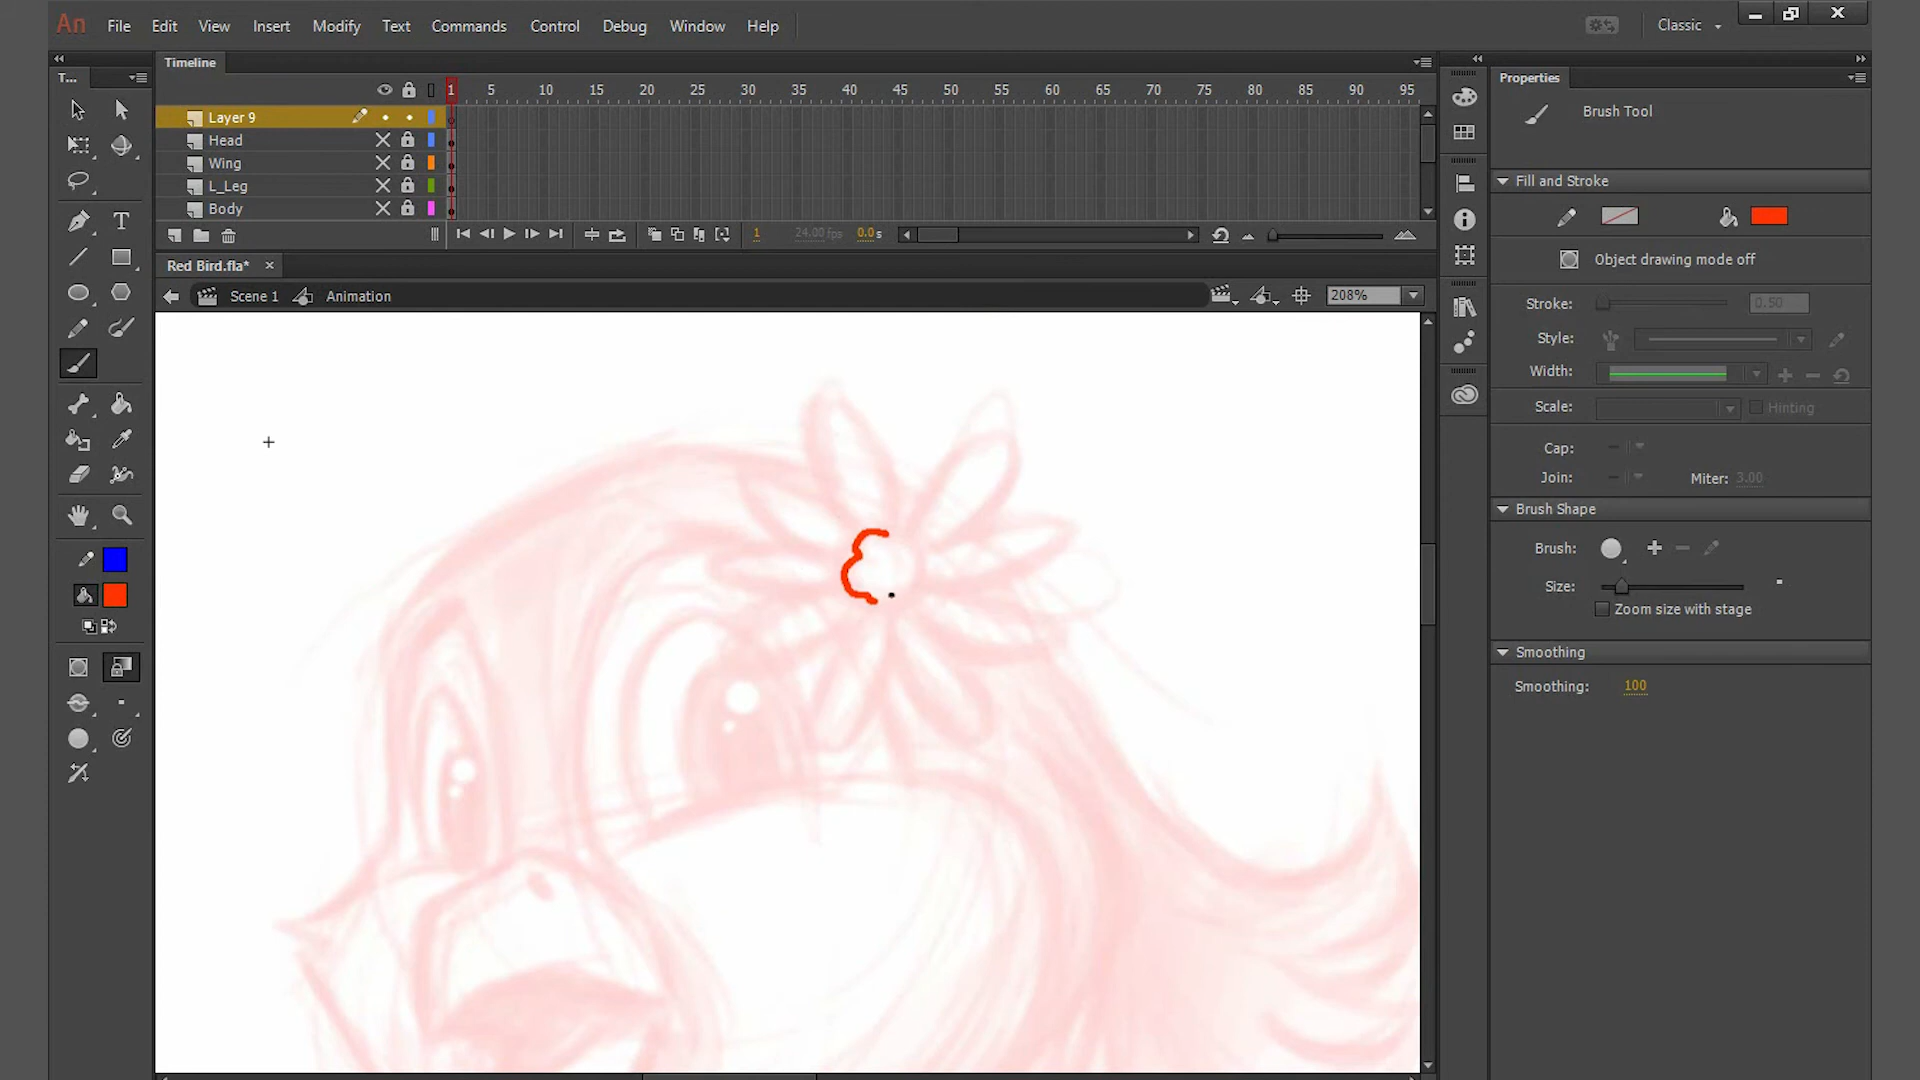 An File Edit View Insert Modify Text Commands Control Debug Window Help Classic
T... Timeline Properties
1 5 10 15 20 25 30 35 40 45 50 55 60 65 70 75 80 85 90 95
Brush Tool
Layer 9
Head
Wing
L_Leg
Body
1 24.00 fps 0.0 s
Red Bird.fla*
Scene 1 Animation 208%
Fill and Stroke
Object drawing mode off
Stroke: 0.50
Style:
Width:
Scale: Hinting
Cap:
Join: Miter: 3.00
Brush Shape
Brush:
Size:
Zoom size with stage
Smoothing
Smoothing: 100